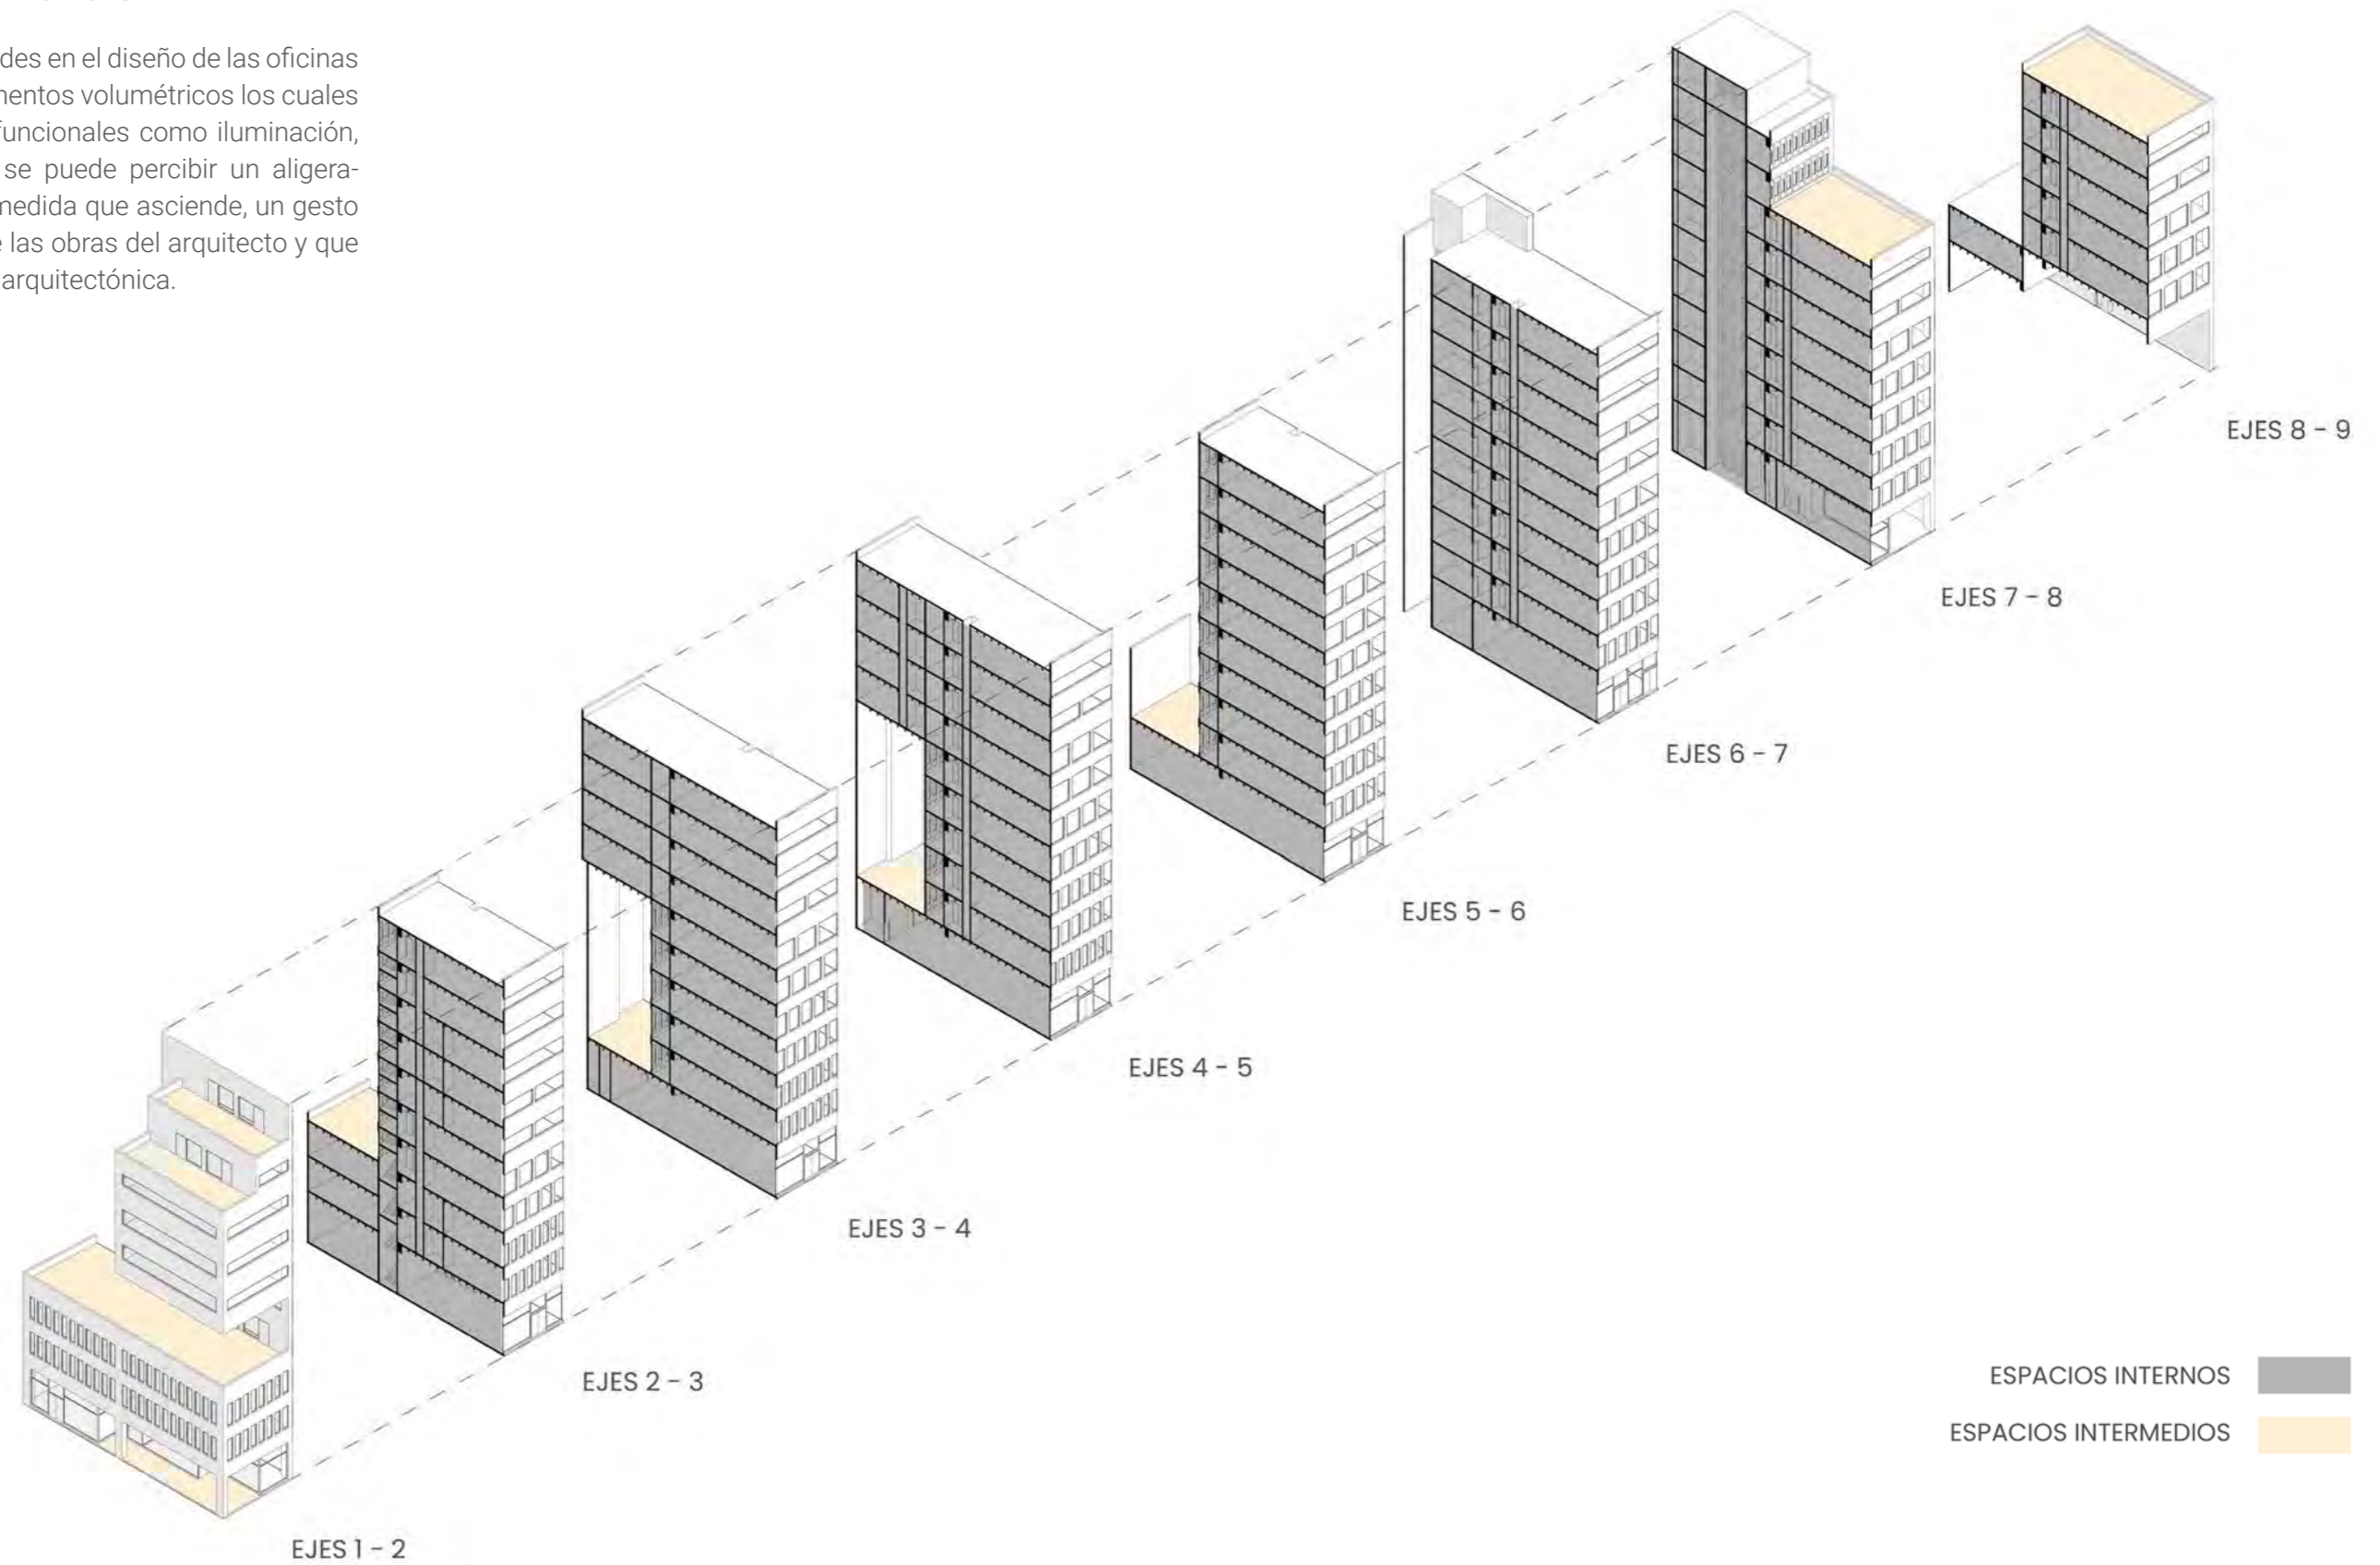 des en el diseño de las oficinas
mentos volumétricos los cuales
funcionales como iluminación,
se puede percibir un aligera-
medida que asciende, un gesto
las obras del arquitecto y que
arquitectónica.
EJES 8 - 9
EJES 7 - 8
EJES 6 - 7
EJES 5 - 6
EJES 4 - 5
EJES 3 - 4
EJES 2 - 3
EJES 1 - 2
ESPACIOS INTERNOS
ESPACIOS INTERMEDIOS